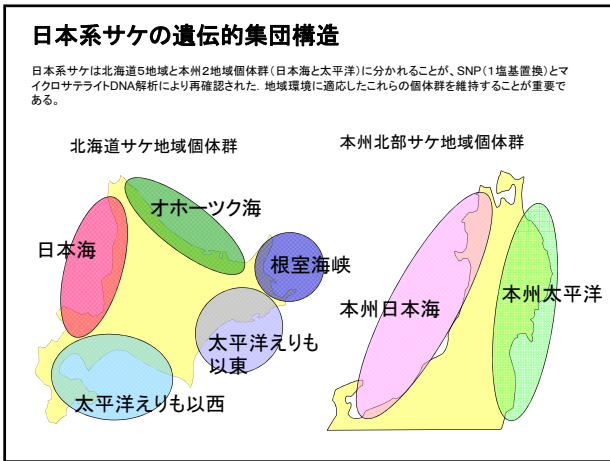 日本系サケの遺伝的集団構造
日本系サケは北海道５地域と本州２地域個体群（日本海と太平洋）に分かれることが、SNP（１塩基置換）とマ
イクロサテライトDNA解析により再確認された. 地域環境に適応したこれらの個体群を維持することが重要で
ある。
北海道サケ地域個体群
本州北部サケ地域個体群
オホーツク海
日本海
根室海峡
太平洋えりも
以東
太平洋えりも以西
本州日本海
本州太平洋